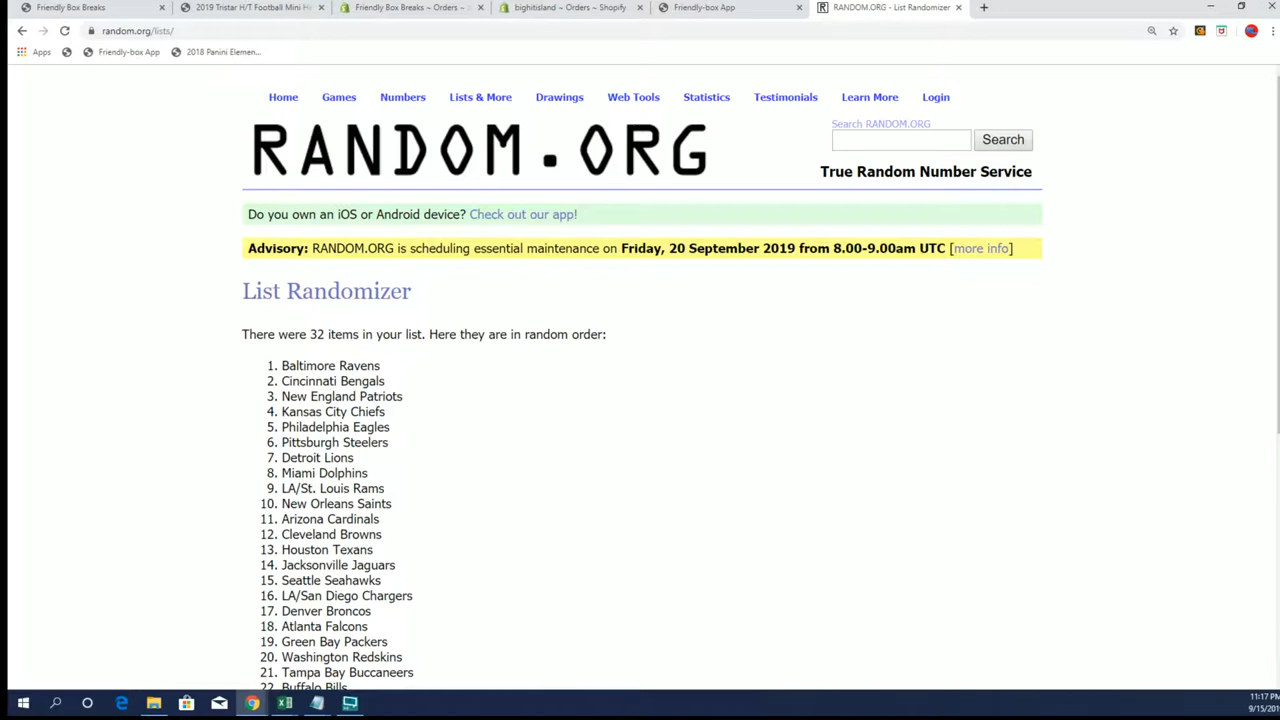 Friendly Box Breaks
2019 Tristar H/T Football Mini He
Friendly Box Breaks ~ Orders ~
bighitisland ~ Orders ~ Shopify
Friendly-box App
RANDOM.ORG - List Randomizer
random.org/lists/
Apps
Friendly-box App
2018 Panini Elemen...
Home Games Numbers Lists & More Drawings Web Tools Statistics Testimonials Learn More Login
RANDOM.ORG
Search RANDOM.ORG
Search
True Random Number Service
Do you own an iOS or Android device? Check out our app!
Advisory: RANDOM.ORG is scheduling essential maintenance on Friday, 20 September 2019 from 8.00-9.00am UTC [more info]
List Randomizer
There were 32 items in your list. Here they are in random order:
1. Baltimore Ravens
2. Cincinnati Bengals
3. New England Patriots
4. Kansas City Chiefs
5. Philadelphia Eagles
6. Pittsburgh Steelers
7. Detroit Lions
8. Miami Dolphins
9. LA/St. Louis Rams
10. New Orleans Saints
11. Arizona Cardinals
12. Cleveland Browns
13. Houston Texans
14. Jacksonville Jaguars
15. Seattle Seahawks
16. LA/San Diego Chargers
17. Denver Broncos
18. Atlanta Falcons
19. Green Bay Packers
20. Washington Redskins
21. Tampa Bay Buccaneers
22. Buffalo Bills
11:17 PM
9/15/201